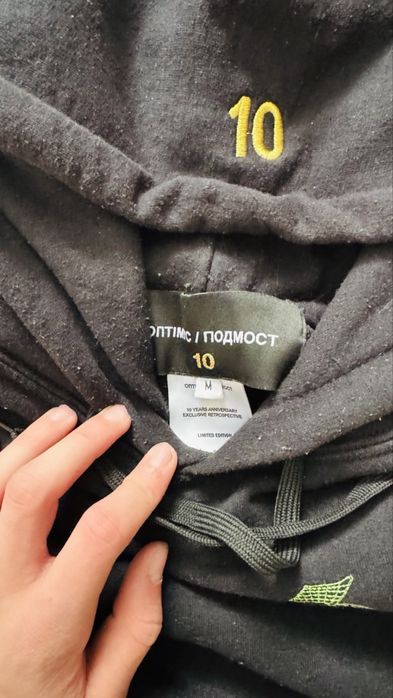 10
ОПТІМІС / ПОДМОСТ
10
M
10 YEARS ANNIVERSARY
EXCLUSIVE RETROSPECTIVE
LIMITED EDITION